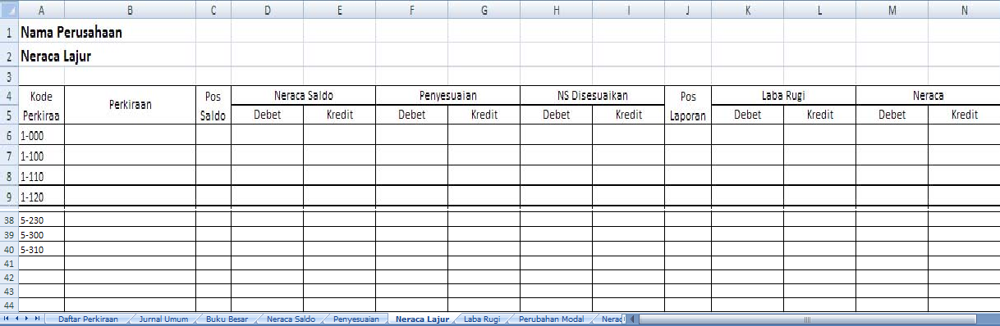 A B C D E F G H I J K L M N
1 Nama Perusahaan
2 Neraca Lajur
3
4 Kode Perkiraan Pos Neraca Saldo Penyesuaian NS Disesuaikan Pos Laba Rugi Neraca
5 Perkiraa Saldo Debet Kredit Debet Kredit Debet Kredit Laporan Debet Kredit Debet Kredit
6 1-000
7 1-100
8 1-110
9 1-120
38 5-230
39 5-300
40 5-310
41
42
43
44
Daftar Perkiraan Jurnal Umum Buku Besar Neraca Saldo Penyesuaian Neraca Lajur Laba Rugi Perubahan Modal Nerac